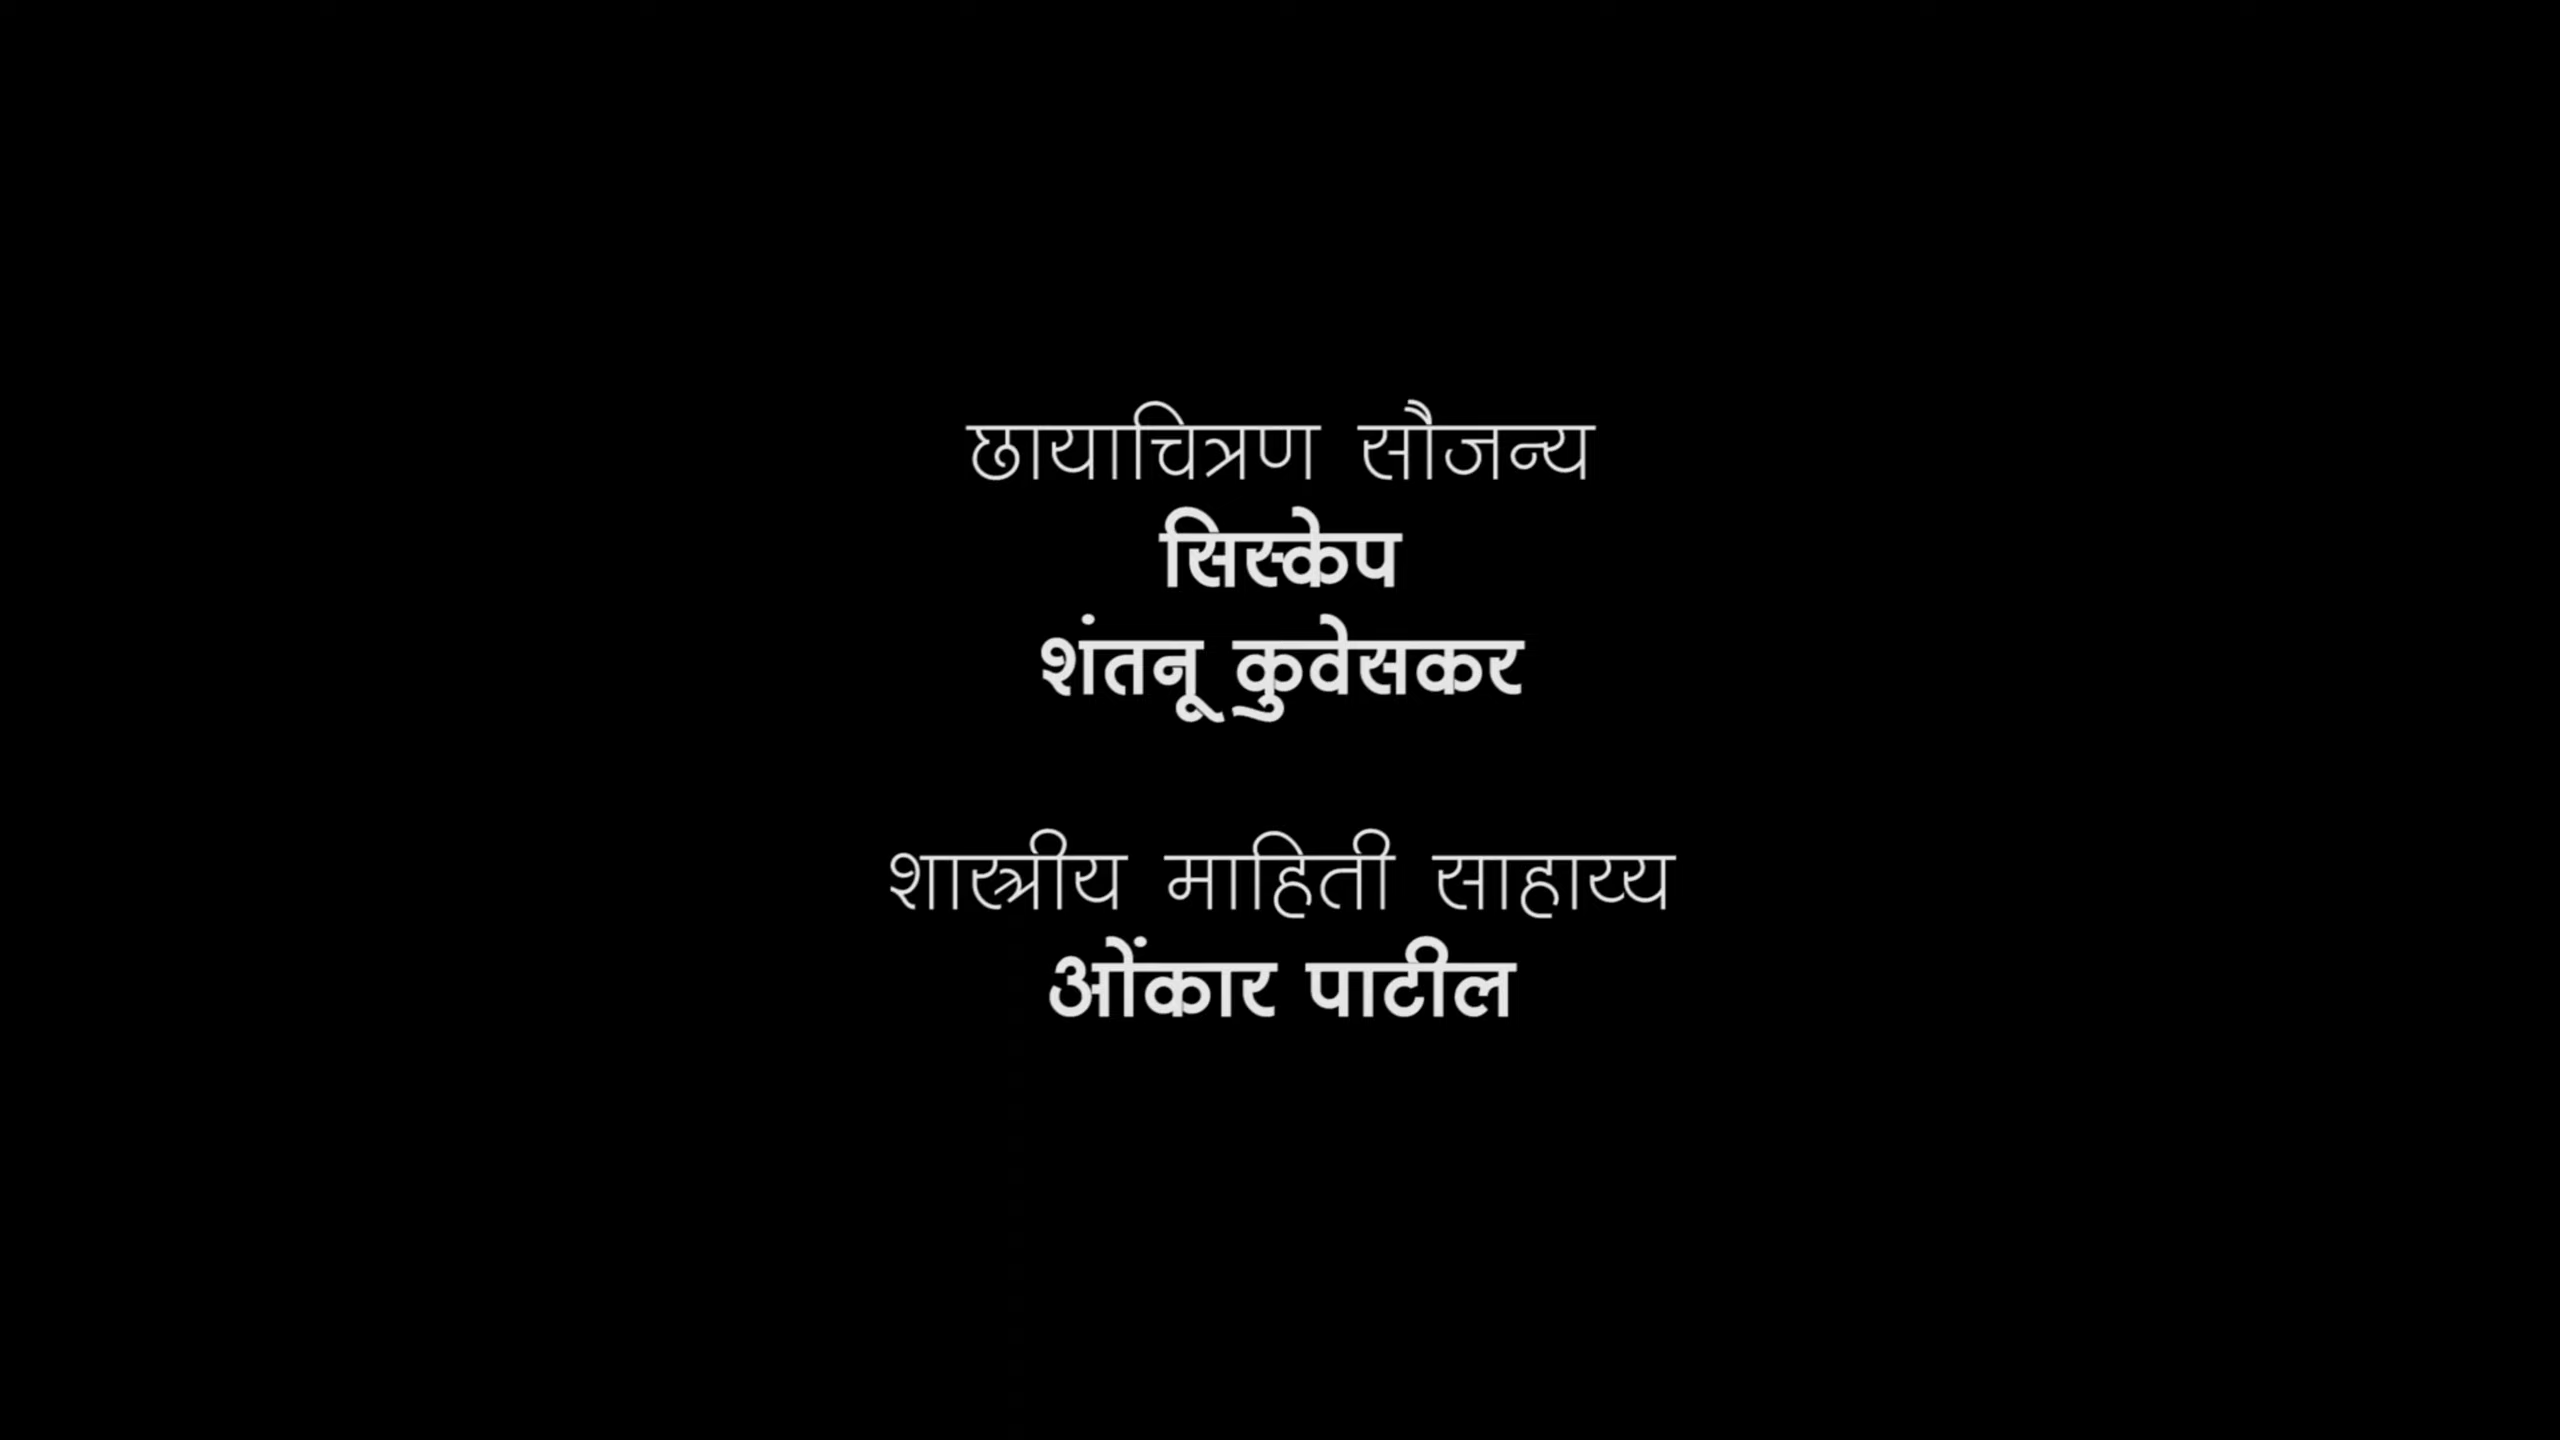 छायाचित्रण सौजन्य
सिस्केप
शंतनू कुवेसकर
शास्त्रीय माहिती साहाय्य
ओंकार पाटील